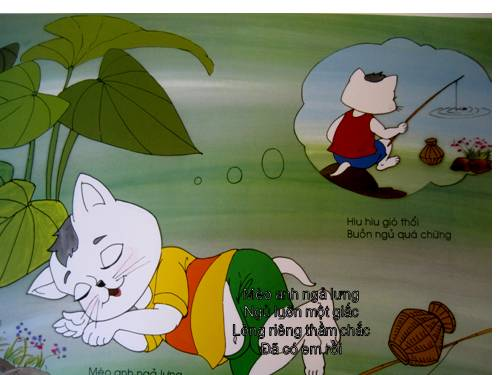 Hiu hiu gió thổi
Buồn ngủ quá chừng
Mèo anh ngả lưng
Ngủ luôn một giấc
Lòng riêng thầm chắc
Đã có em rồi
Mèo anh ngả lưng